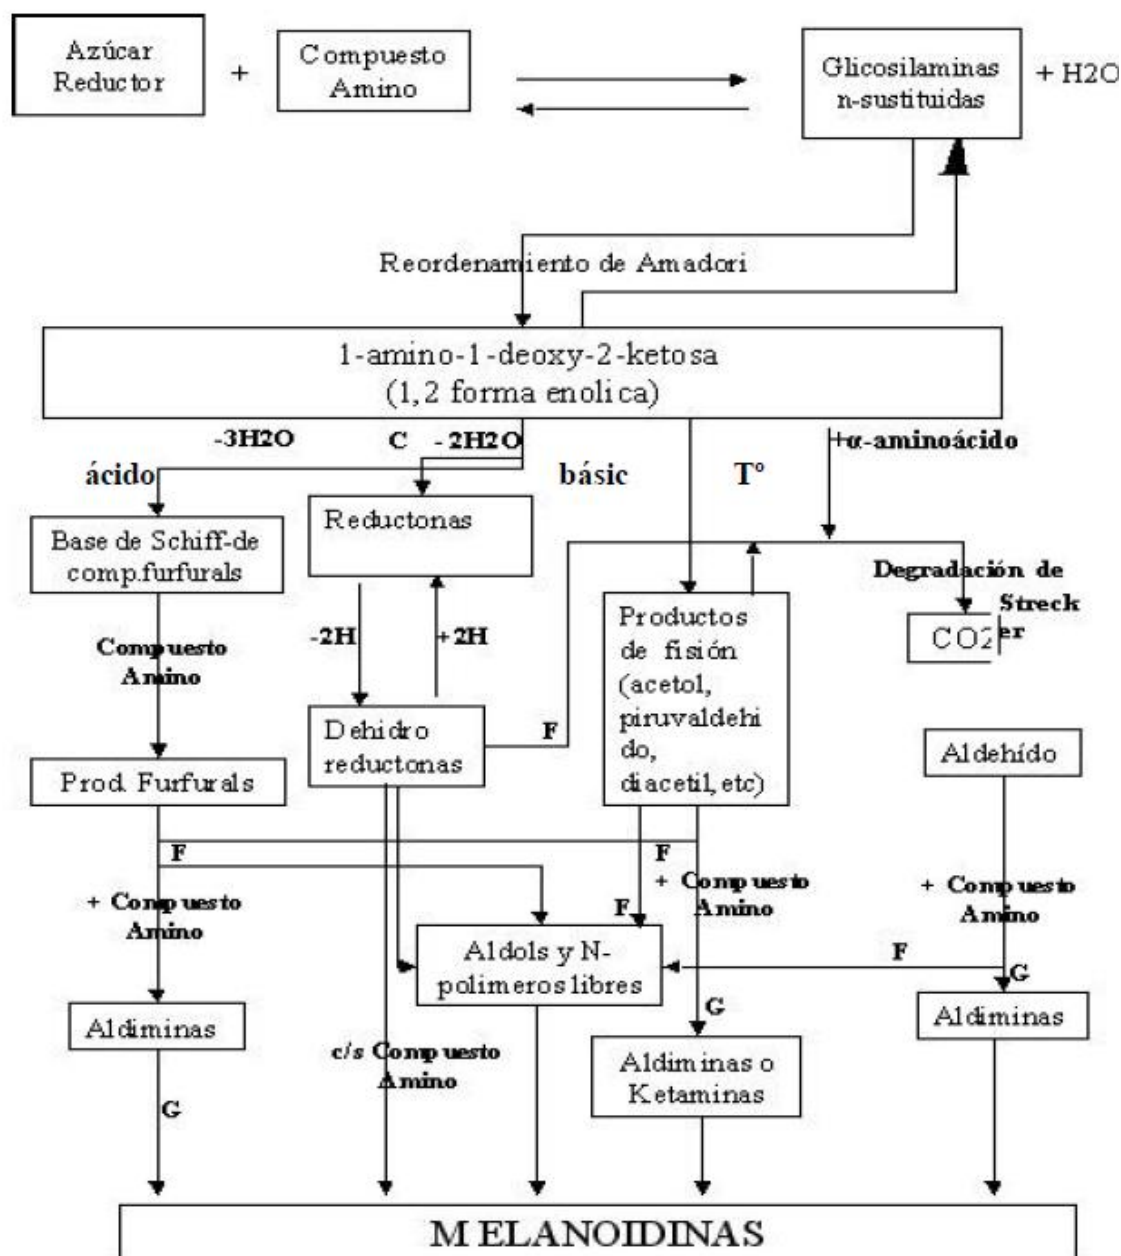 Azúcar
Reductor
+
Compuesto
Amino
Glicosilaminas
n-sustituidas
+ H2O
Reordenamiento de Amadori
1-amino-1-deoxy-2-ketosa
(1,2 forma enolica)
-3H2O
C
- 2H2O
+α-aminoácido
ácido
básic
Tº
Reductonas
Base de Schiff-de
comp.furfurals
Degradación de
Streck
er
CO2
Productos
de fisión
(acetol,
piruvaldehi
do,
diacetil,etc)
-2H
+2H
Compuesto
Amino
Dehidro
reductonas
F
Aldehído
Prod. Furfurals
F
F
+ Compuesto
Amino
+ Compuesto
Amino
+ Compuesto
Amino
F
Aldols y N-
polimeros libres
F
G
Aldiminas
Aldiminas
G
c/s Compuesto
Amino
Aldiminas o
Ketaminas
G
MELANOIDINAS